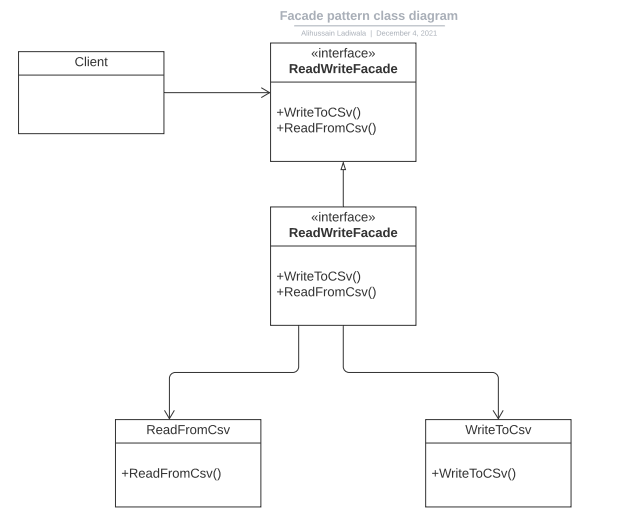 Facade pattern class diagram
Alihussain Ladiwala | December 4, 2021
Client
«interface»
ReadWriteFacade
+WriteToCSv()
+ReadFromCsv()
«interface»
ReadWriteFacade
+WriteToCSv()
+ReadFromCsv()
ReadFromCsv
+ReadFromCsv()
WriteToCsv
+WriteToCSv()